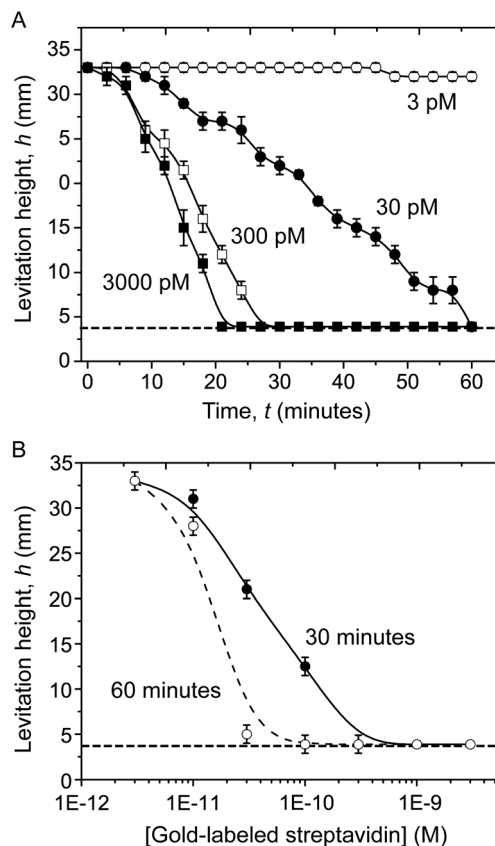 A
Levitation height, h (mm)
35
30
5
0
15
10
5
0
3 pM
30 pM
300 pM
3000 pM
0 10 20 30 40 50 60
Time, t (minutes)
B
Levitation height, h (mm)
35
30
25
20
15
10
5
0
30 minutes
60 minutes
1E-12 1E-11 1E-10 1E-9
[Gold-labeled streptavidin] (M)